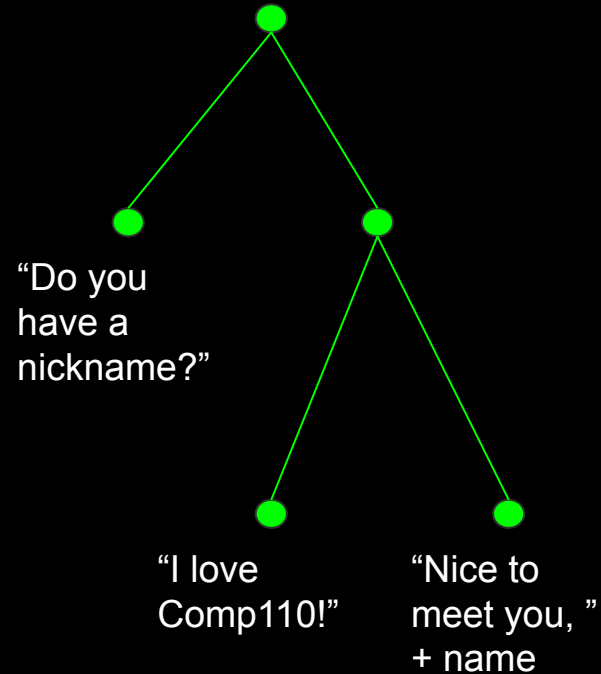 “Do you
have a
nickname?”
“I love
Comp110!”
“Nice to
meet you, ”
+ name